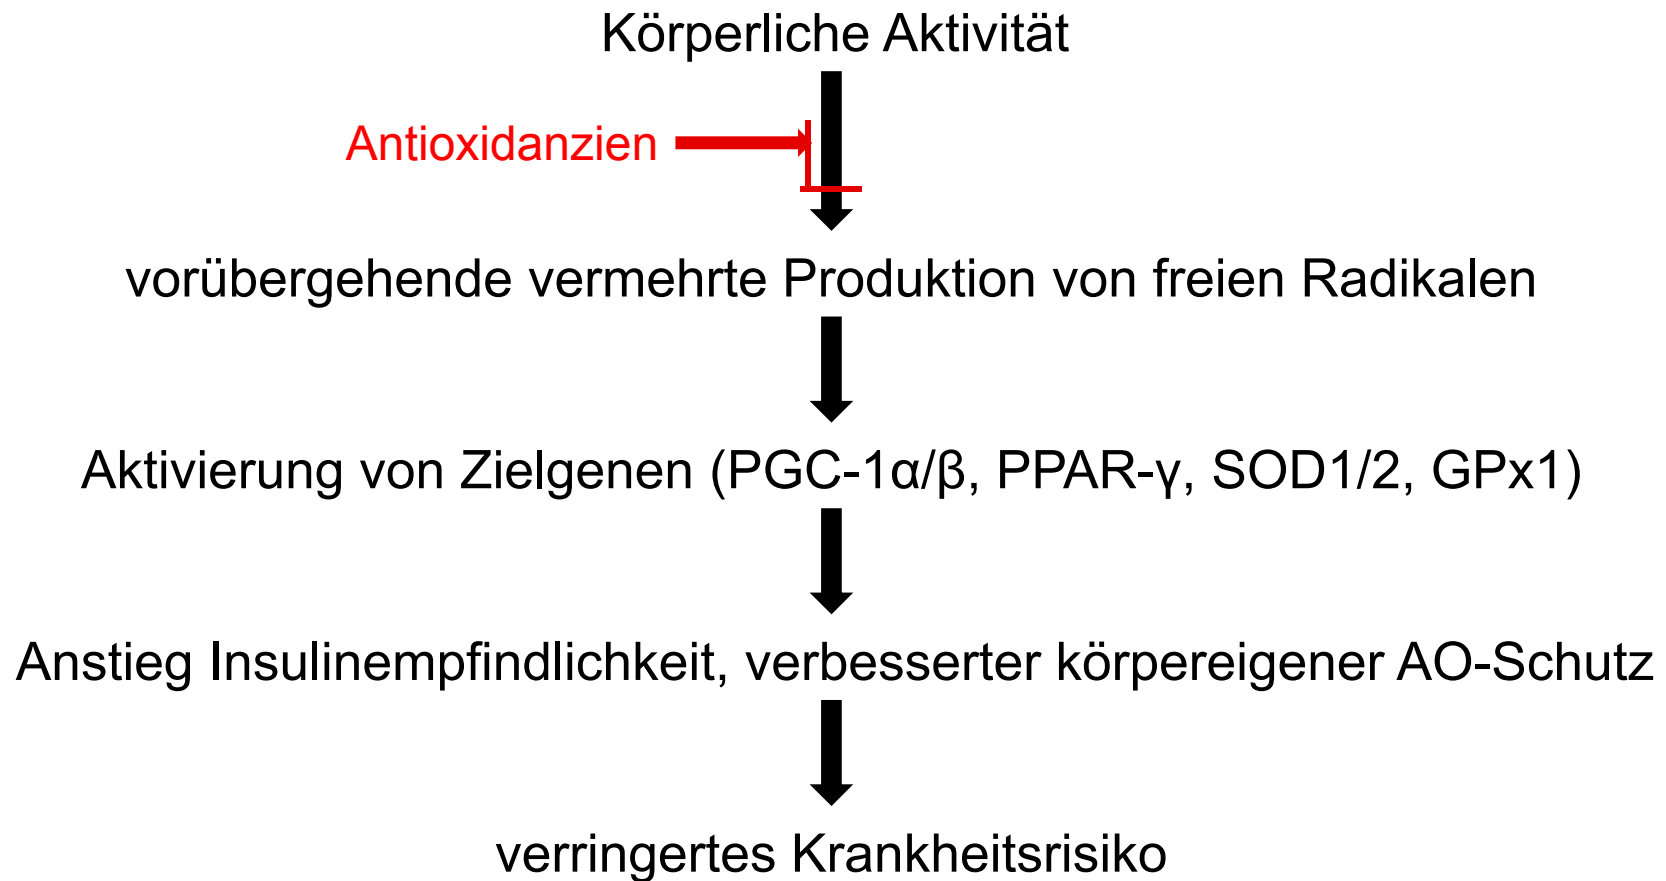 Körperliche Aktivität
Antioxidanzien
vorübergehende vermehrte Produktion von freien Radikalen
Aktivierung von Zielgenen (PGC-1α/β, PPAR-γ, SOD1/2, GPx1)
Anstieg Insulinempfindlichkeit, verbesserter körpereigener AO-Schutz
verringertes Krankheitsrisiko